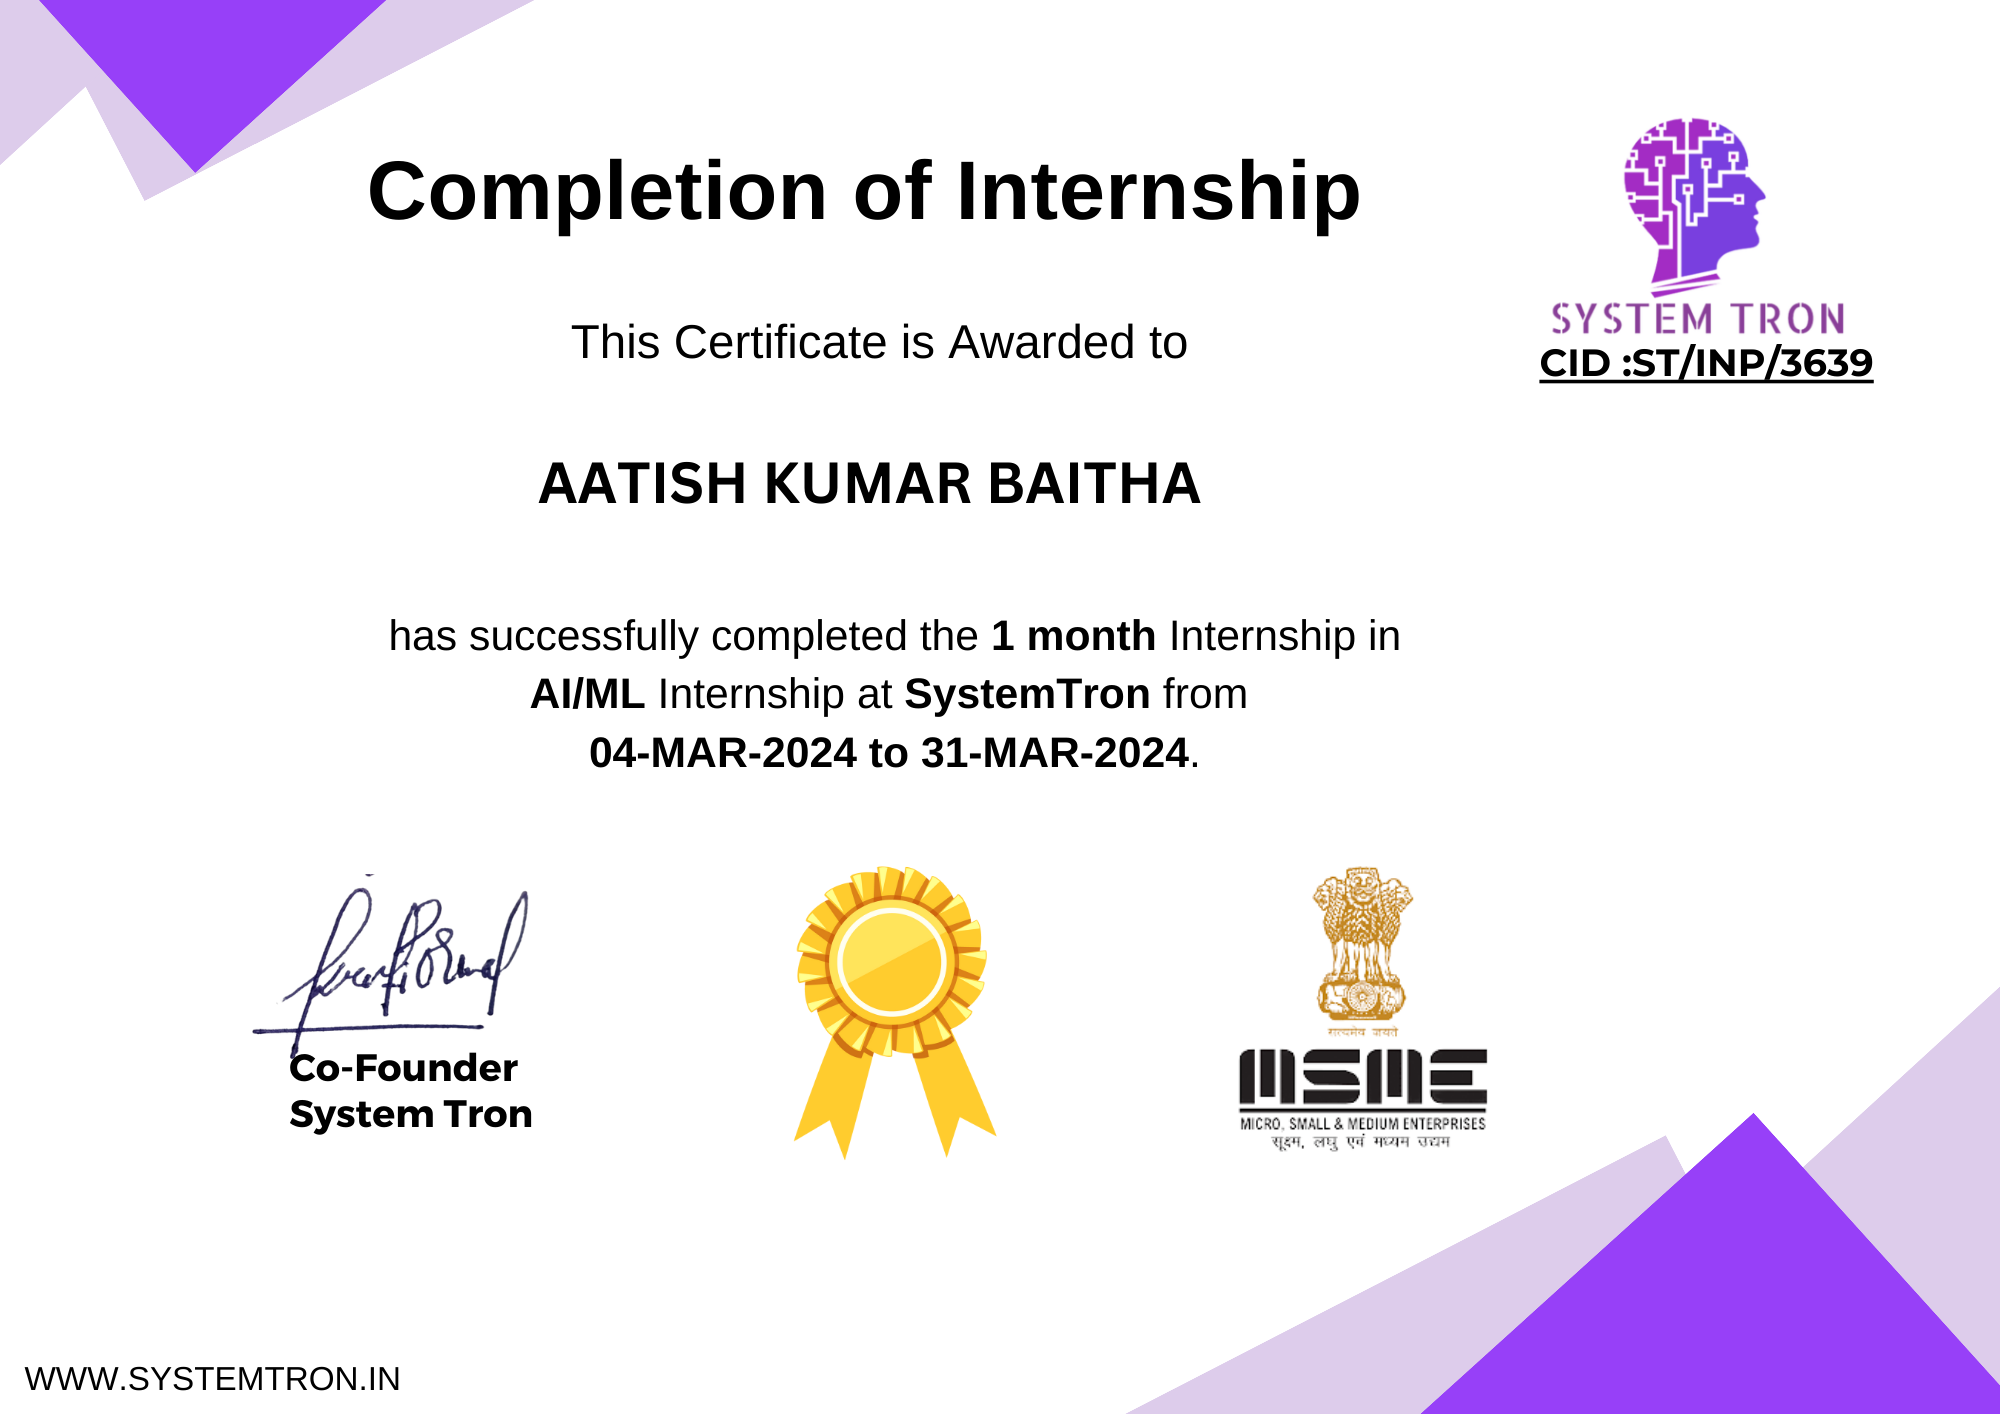 Completion of Internship
SYSTEM TRON
CID :ST/INP/3639
This Certificate is Awarded to
AATISH KUMAR BAITHA
has successfully completed the 1 month Internship in
AI/ML Internship at SystemTron from
04-MAR-2024 to 31-MAR-2024.
Co-Founder
System Tron
सत्यमेव जयते
MSME
MICRO, SMALL & MEDIUM ENTERPRISES
सूक्ष्म, लघु एवं मध्यम उद्यम
WWW.SYSTEMTRON.IN